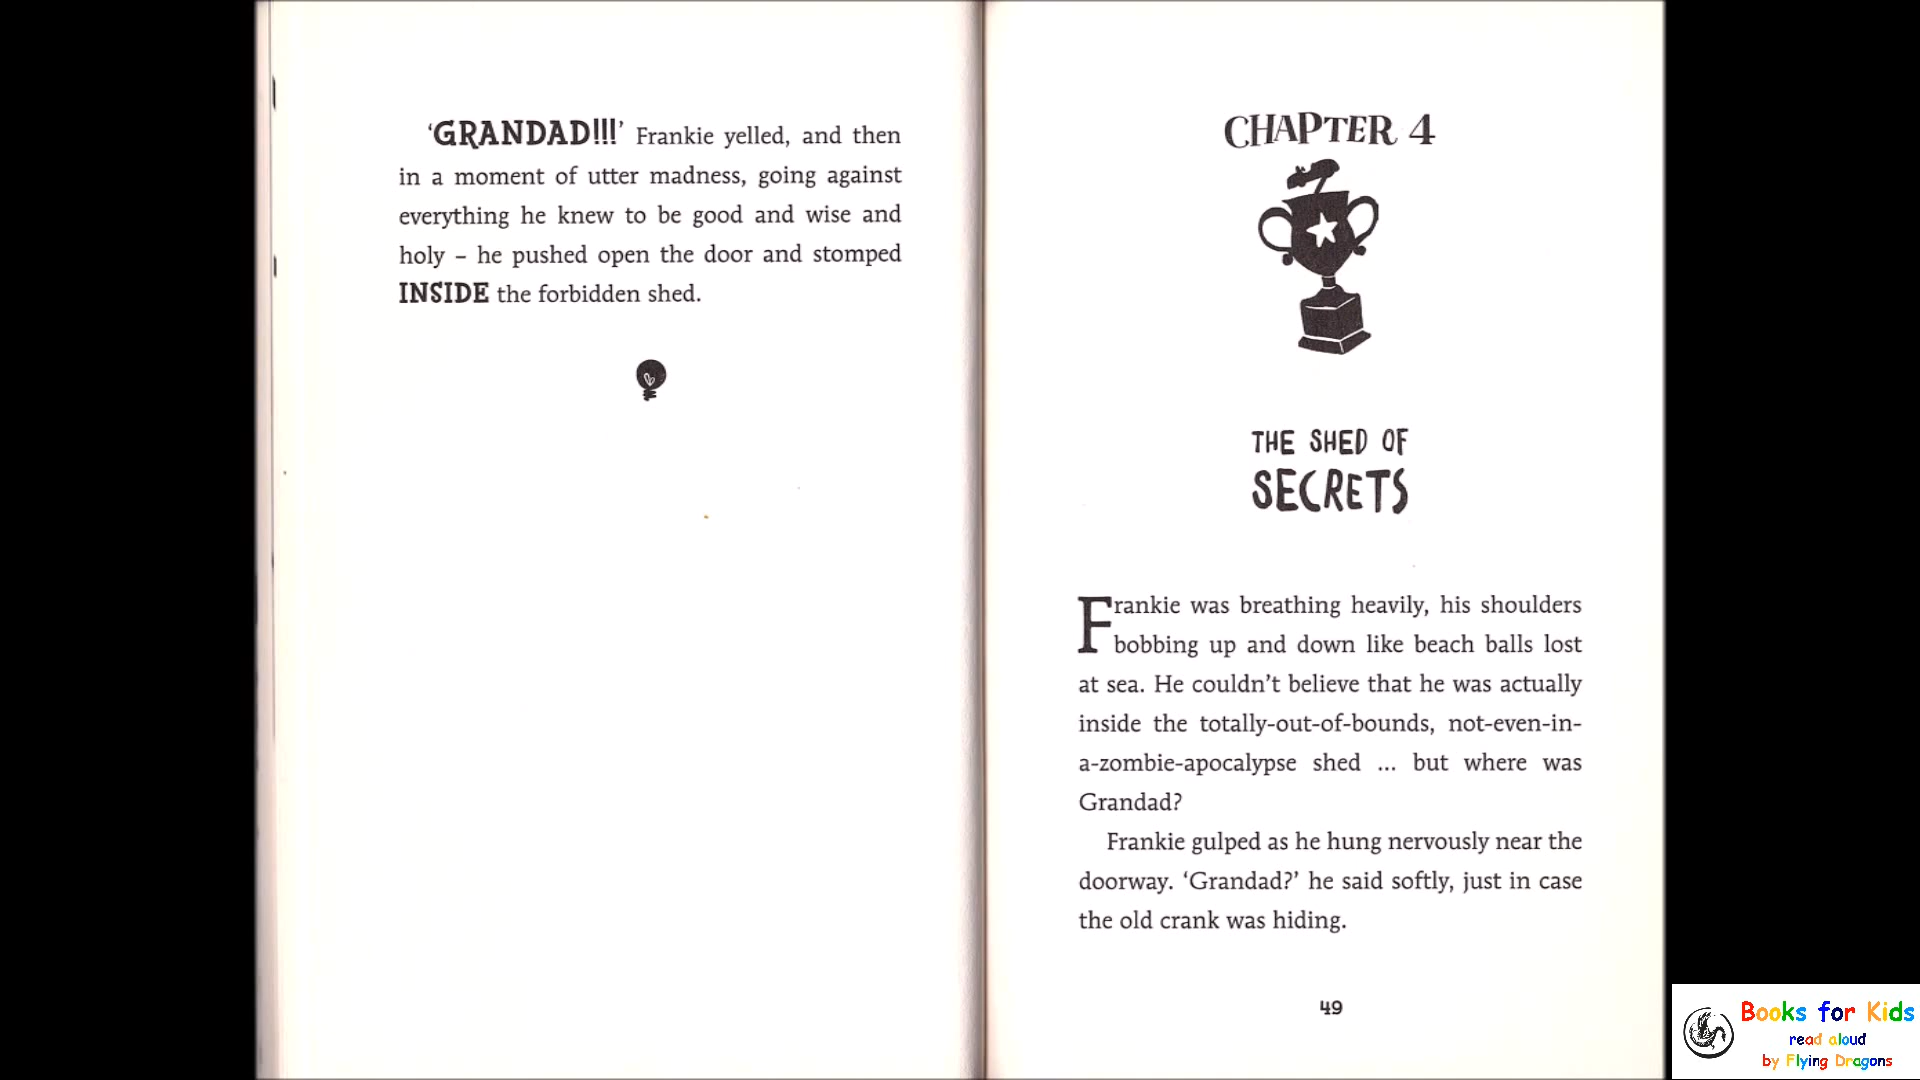 ‘GRANDAD!!!’ Frankie yelled, and then
in a moment of utter madness, going against
everything he knew to be good and wise and
holy – he pushed open the door and stomped
INSIDE the forbidden shed.
CHAPTER 4
THE SHED OF
SECRETS
Frankie was breathing heavily, his shoulders
bobbing up and down like beach balls lost
at sea. He couldn’t believe that he was actually
inside the totally-out-of-bounds, not-even-in-
a-zombie-apocalypse shed ... but where was
Grandad?
Frankie gulped as he hung nervously near the
doorway. ‘Grandad?’ he said softly, just in case
the old crank was hiding.
49
Books for Kids
read aloud
by Flying Dragons